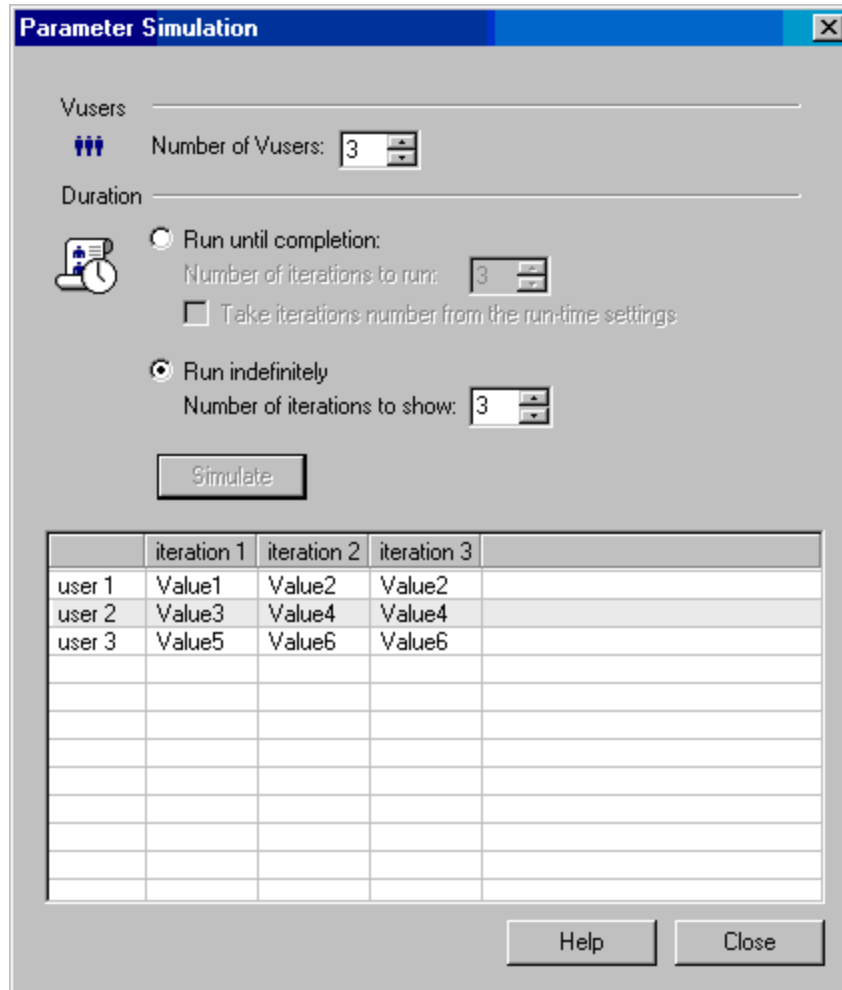 Parameter Simulation
Vusers
Number of Vusers: 3
Duration
Run until completion:
Number of iterations to run: 3
Take iterations number from the run-time settings
Run indefinitely
Number of iterations to show: 3
Simulate
iteration 1 iteration 2 iteration 3
user 1 Value1 Value2 Value2
user 2 Value3 Value4 Value4
user 3 Value5 Value6 Value6
Help Close